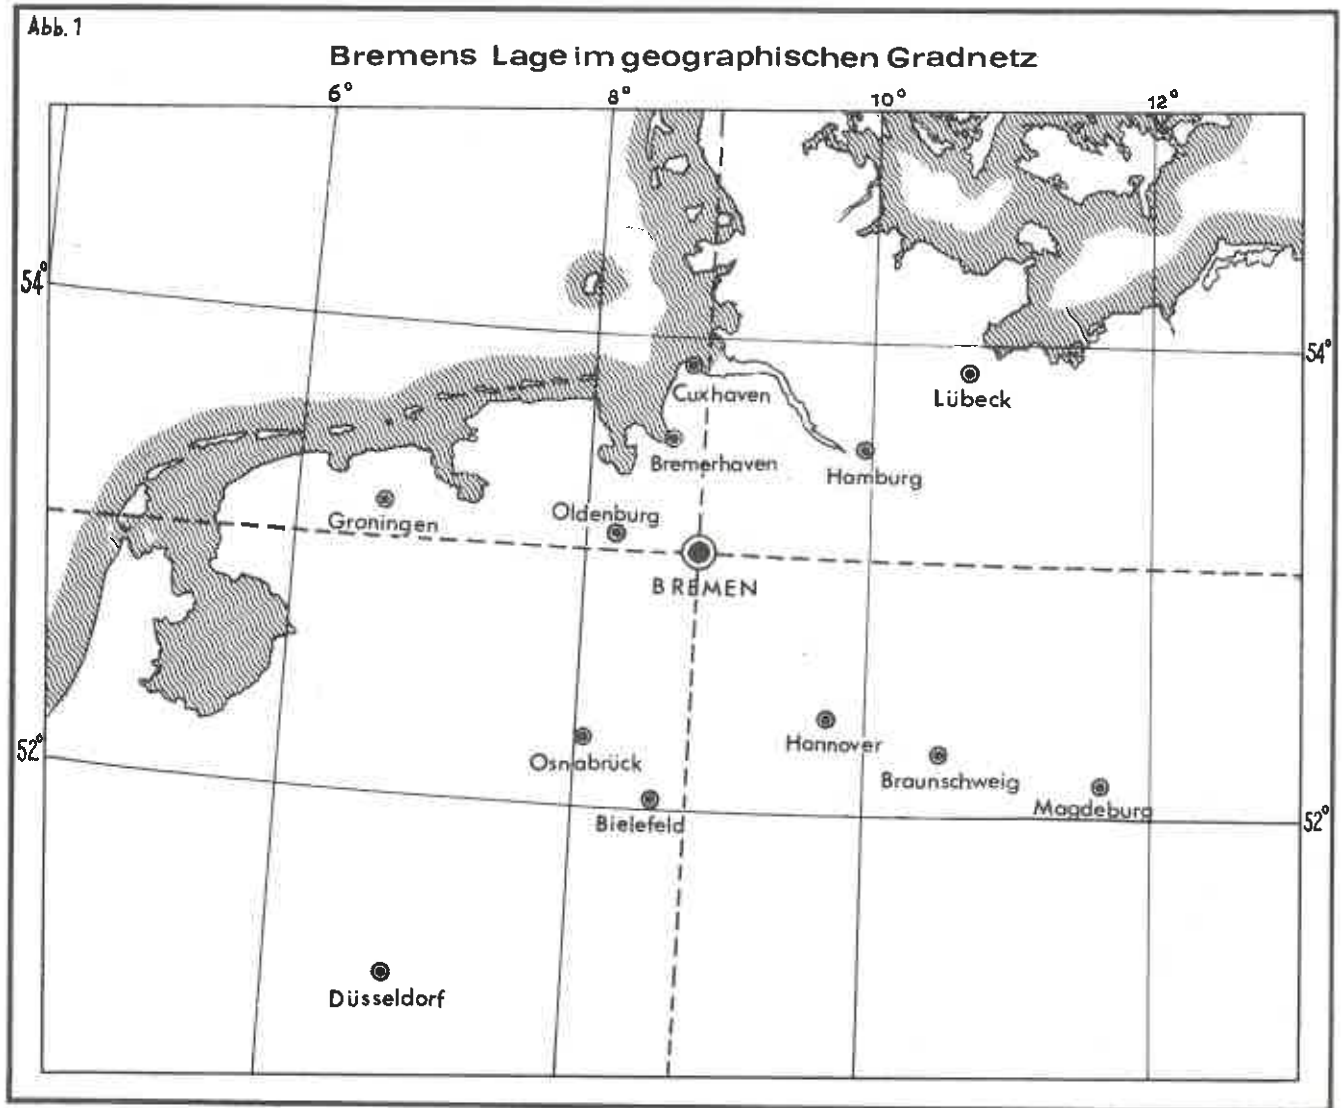 Abb. 1
Bremens Lage im geographischen Gradnetz
6° 8° 10° 12°
54°
54°
Cuxhaven
Lübeck
Bremerhaven
Hamburg
Groningen
Oldenburg
BREMEN
Hannover
52°
Osnabrück
Braunschweig
Magdeburg
Bielefeld
52°
Düsseldorf